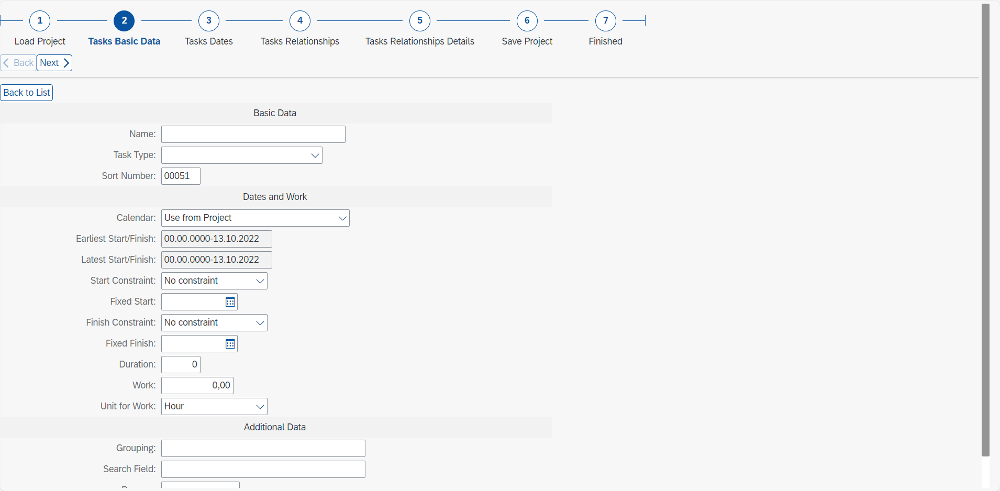 1 2 3 4 5 6 7
Load Project Tasks Basic Data Tasks Dates Tasks Relationships Tasks Relationships Details Save Project Finished
Back Next
Back to List
Basic Data
Name:
Task Type:
Sort Number: 00051
Dates and Work
Calendar: Use from Project
Earliest Start/Finish: 00.00.0000-13.10.2022
Latest Start/Finish: 00.00.0000-13.10.2022
Start Constraint: No constraint
Fixed Start:
Finish Constraint: No constraint
Fixed Finish:
Duration: 0
Work: 0,00
Unit for Work: Hour
Additional Data
Grouping:
Search Field: